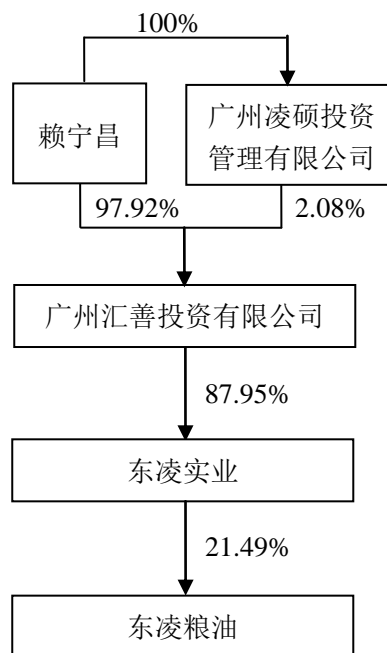 100%
赖宁昌
广州凌硕投资
管理有限公司
97.92%
2.08%
广州汇善投资有限公司
87.95%
东凌实业
21.49%
东凌粮油